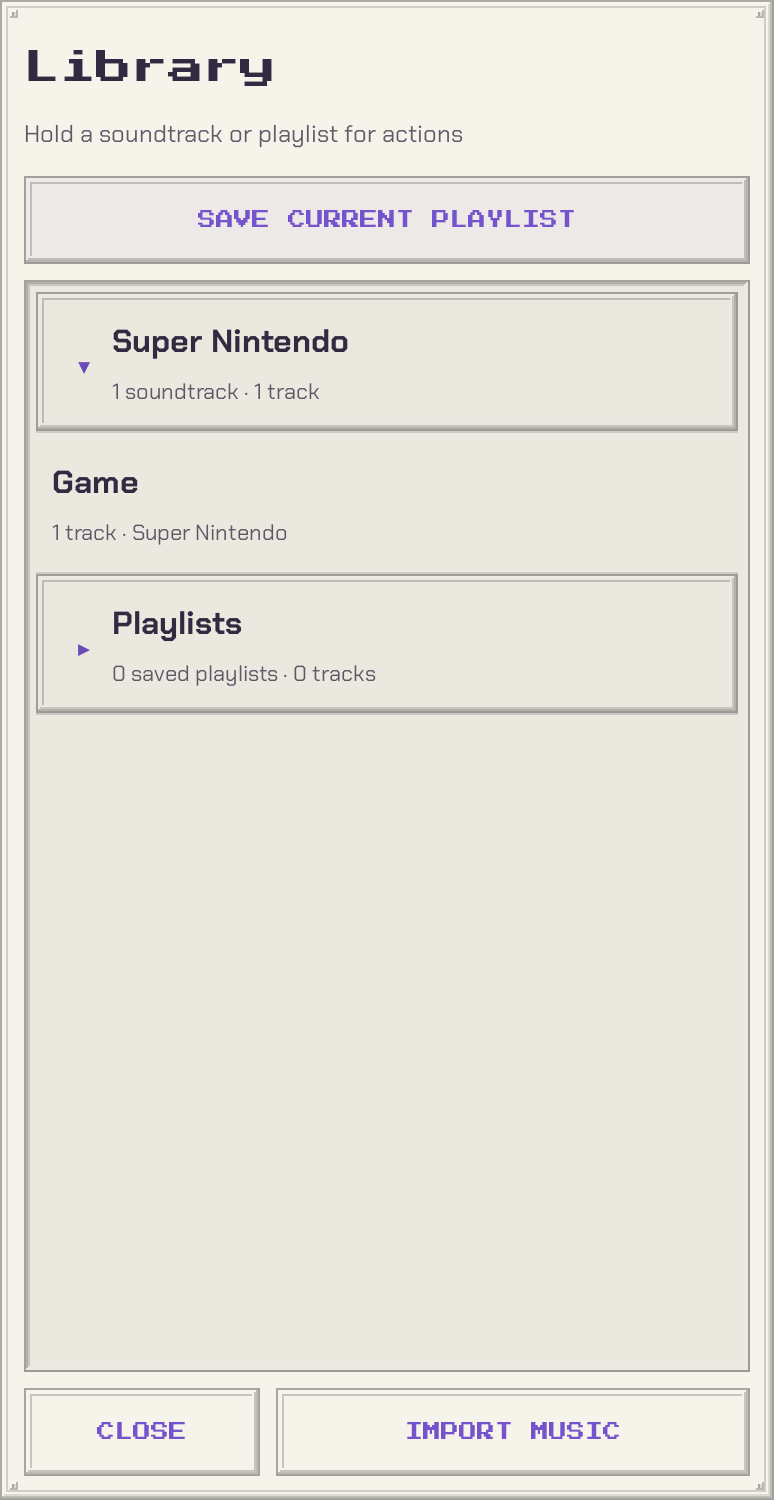 Library
Hold a soundtrack or playlist for actions
SAVE CURRENT PLAYLIST
▼ Super Nintendo
1 soundtrack · 1 track
Game
1 track · Super Nintendo
▶ Playlists
0 saved playlists · 0 tracks
CLOSE
IMPORT MUSIC